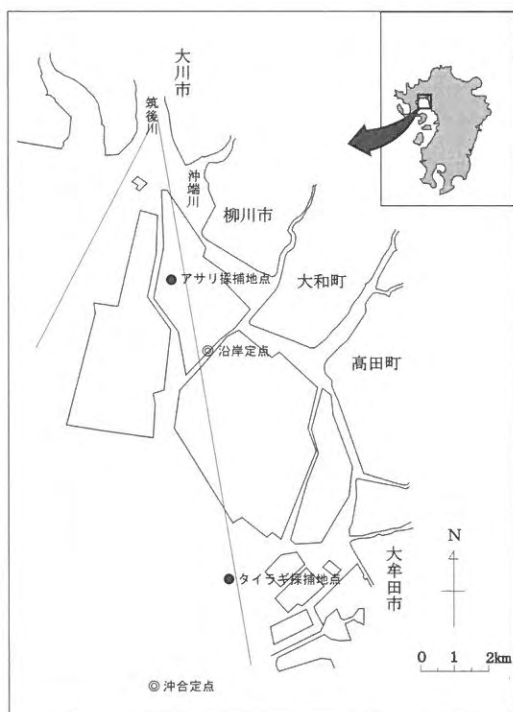 大川市
筑後川
沖端川
柳川市
アサリ採捕地点
大和町
沿岸定点
高田町
N
大牟田市
タイラギ採捕地点
0 1 2km
沖合定点